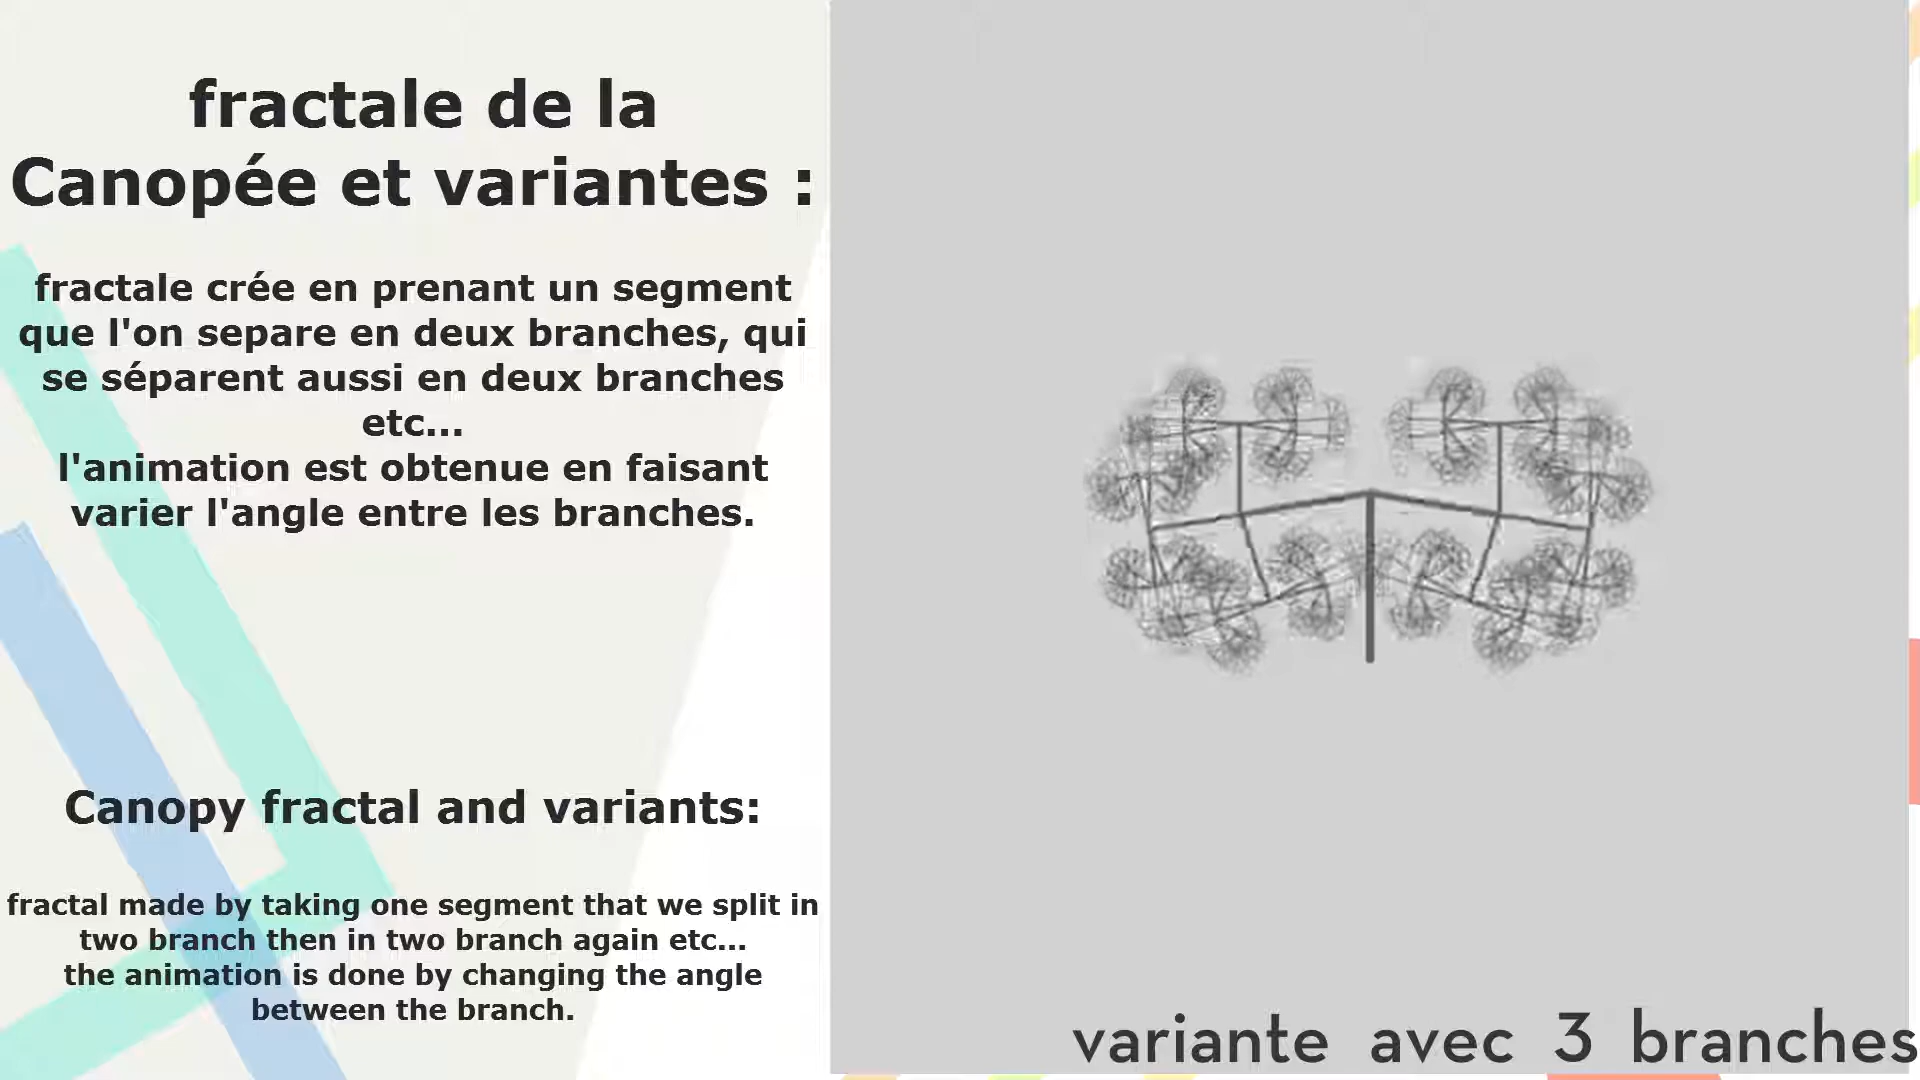 fractale de la
Canopée et variantes :
fractale crée en prenant un segment
que l'on separe en deux branches, qui
se séparent aussi en deux branches
etc...
l'animation est obtenue en faisant
varier l'angle entre les branches.
Canopy fractal and variants:
fractal made by taking one segment that we split in
two branch then in two branch again etc...
the animation is done by changing the angle
between the branch.
variante avec 3 branches